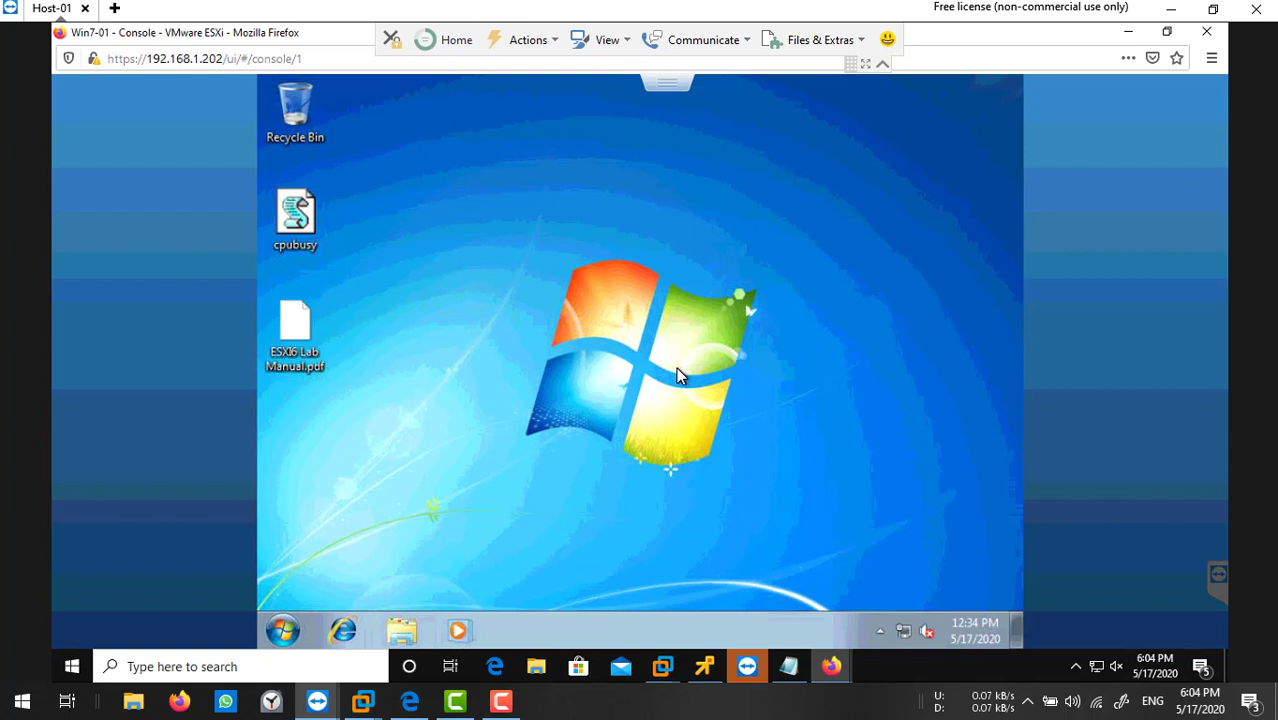 Host-01
Free license (non-commercial use only)
Win7-01 - Console - VMware ESXi - Mozilla Firefox
Home
Actions
View
Communicate
Files & Extras
https://192.168.1.202/ui/#/console/1
Recycle Bin
cpubusy
ESXI6 Lab
Manual.pdf
12:34 PM
5/17/2020
Type here to search
6:04 PM
5/17/2020
5
U: 0.07 kB/s
D: 0.07 kB/s
ENG
6:04 PM
5/17/2020
3